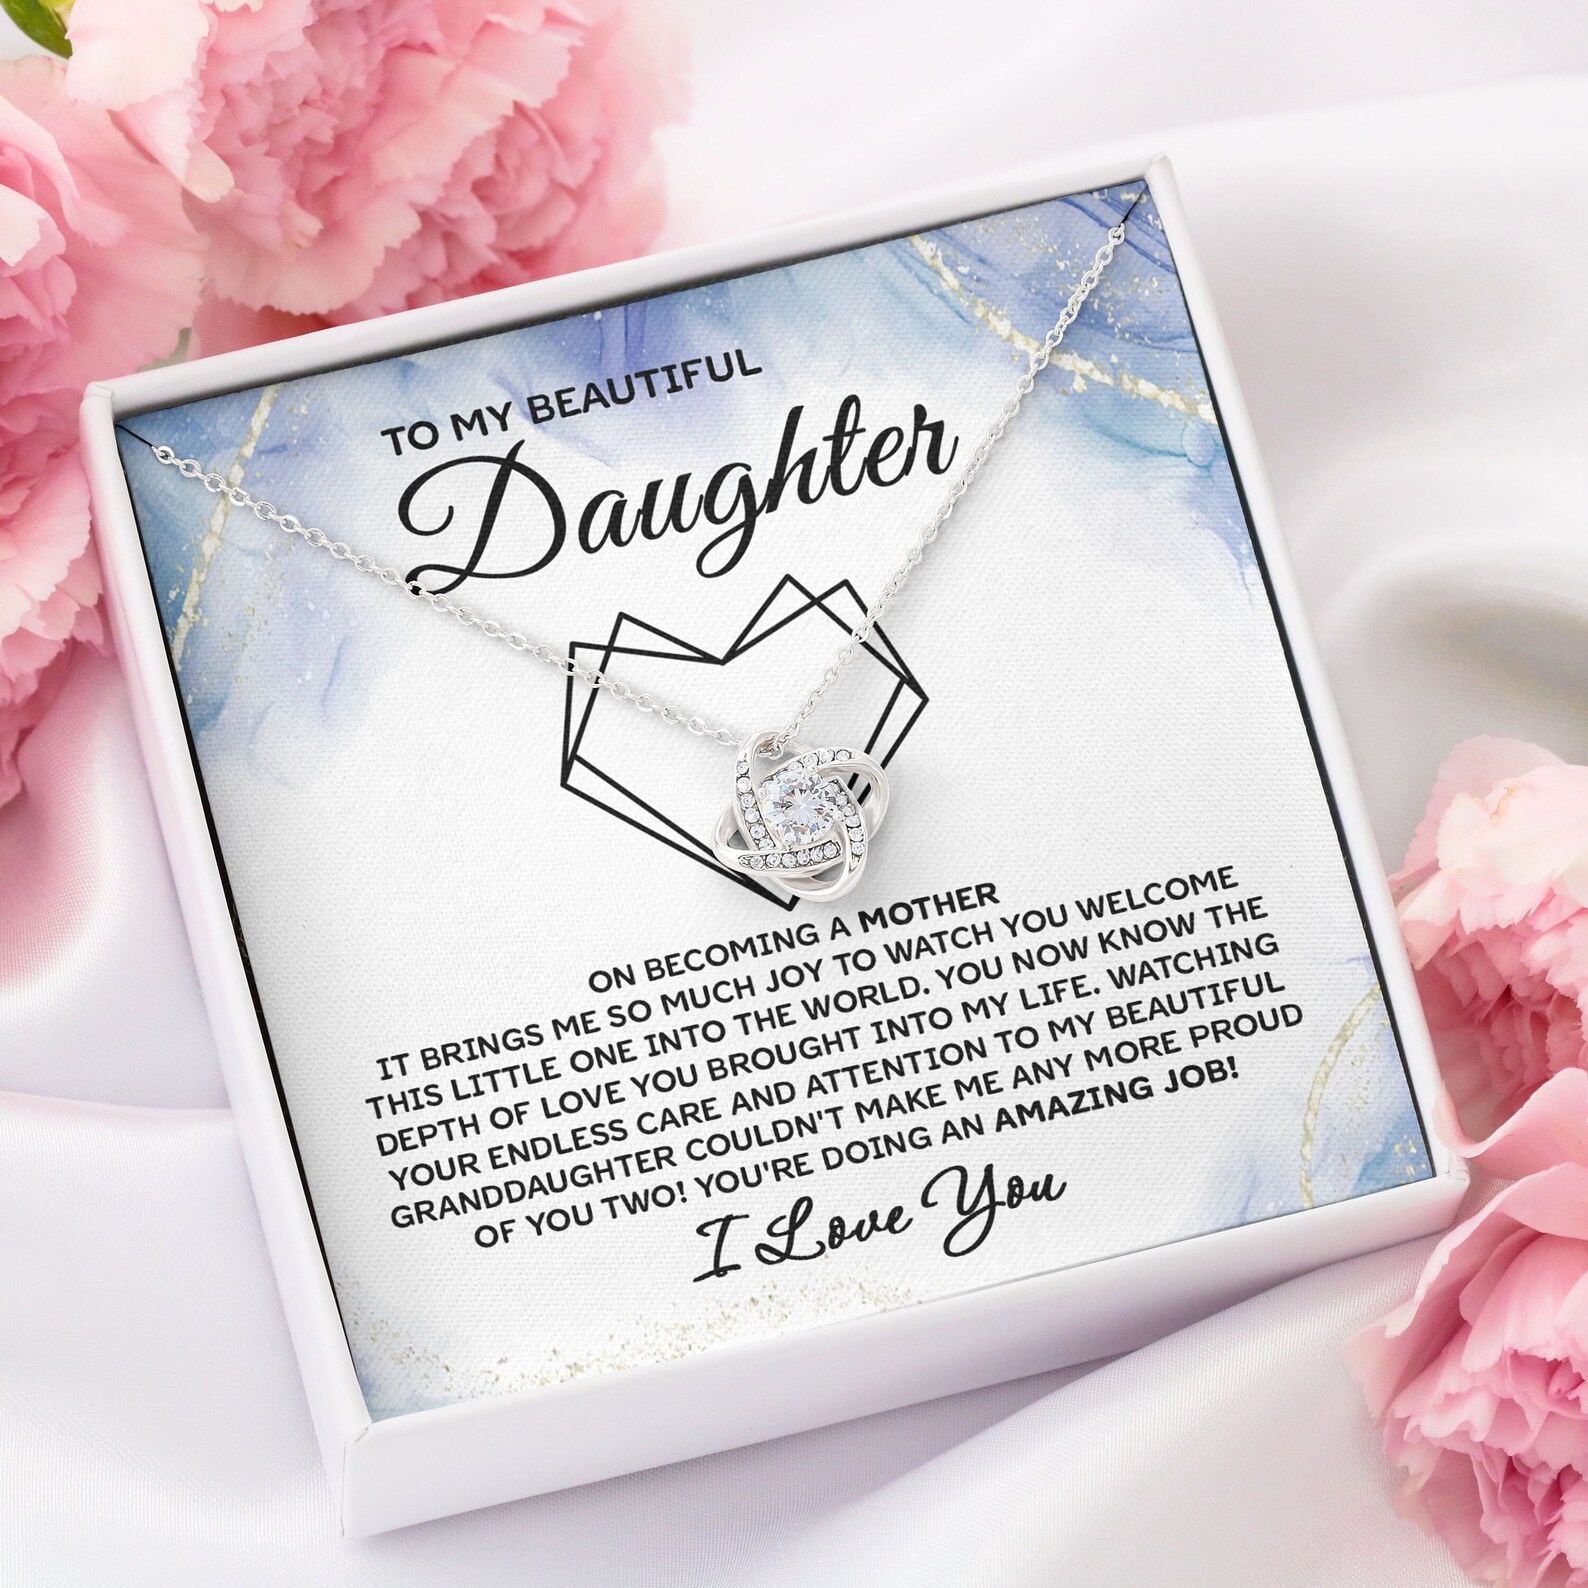 TO MY BEAUTIFUL
Daughter
ON BECOMING A MOTHER
IT BRINGS ME SO MUCH JOY TO WATCH YOU WELCOME
THIS LITTLE ONE INTO THE WORLD. YOU NOW KNOW THE
DEPTH OF LOVE YOU BROUGHT INTO MY LIFE. WATCHING
YOUR ENDLESS CARE AND ATTENTION TO MY BEAUTIFUL
GRANDDAUGHTER COULDN'T MAKE ME ANY MORE PROUD
OF YOU TWO! YOU'RE DOING AN AMAZING JOB!
I Love You